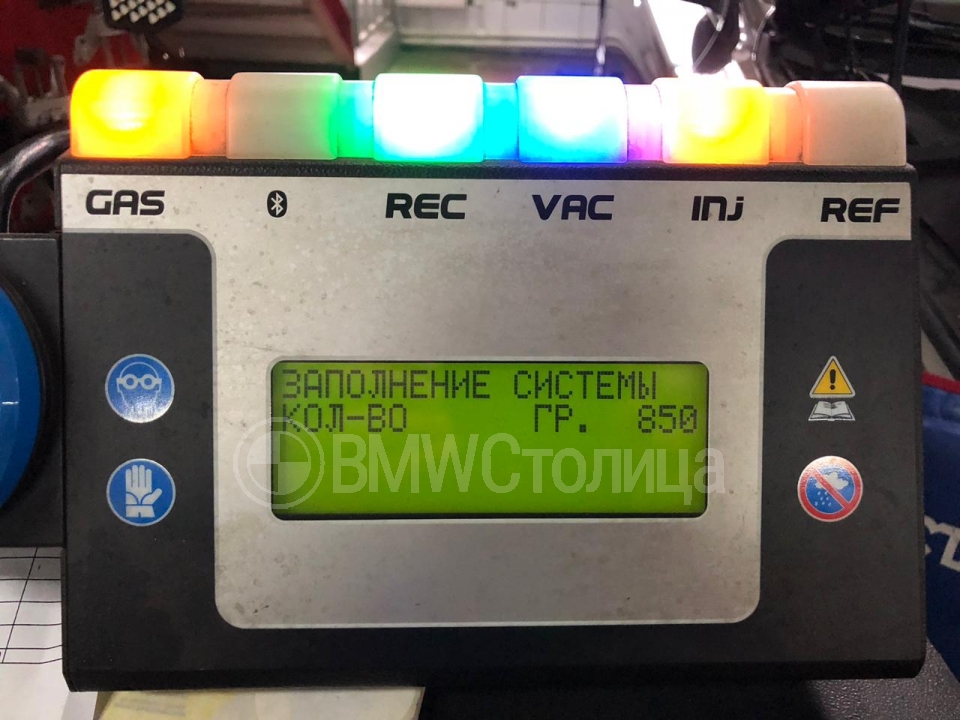 GAS REC VAC INJ REF
ЗАПОЛНЕНИЕ СИСТЕМЫ
КОЛ-ВО ГР. 850
BMWСтолица